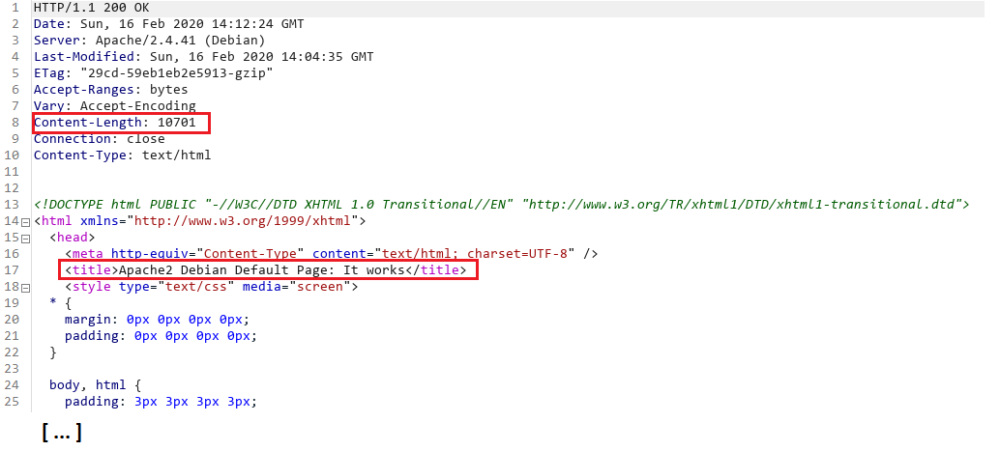 1 HTTP/1.1 200 OK
2 Date: Sun, 16 Feb 2020 14:12:24 GMT
3 Server: Apache/2.4.41 (Debian)
4 Last-Modified: Sun, 16 Feb 2020 14:04:35 GMT
5 ETag: "29cd-59eb1eb2e5913-gzip"
6 Accept-Ranges: bytes
7 Vary: Accept-Encoding
8 Content-Length: 10701
9 Connection: close
10 Content-Type: text/html
11
12
13 <!DOCTYPE html PUBLIC "-//W3C//DTD XHTML 1.0 Transitional//EN" "http://www.w3.org/TR/xhtml1/DTD/xhtml1-transitional.dtd">
14 <html xmlns="http://www.w3.org/1999/xhtml">
15 <head>
16 <meta http-equiv="Content-Type" content="text/html; charset=UTF-8" />
17 <title>Apache2 Debian Default Page: It works</title>
18 <style type="text/css" media="screen">
19 * {
20 margin: 0px 0px 0px 0px;
21 padding: 0px 0px 0px 0px;
22 }
23
24 body, html {
25 padding: 3px 3px 3px 3px;
[ ... ]